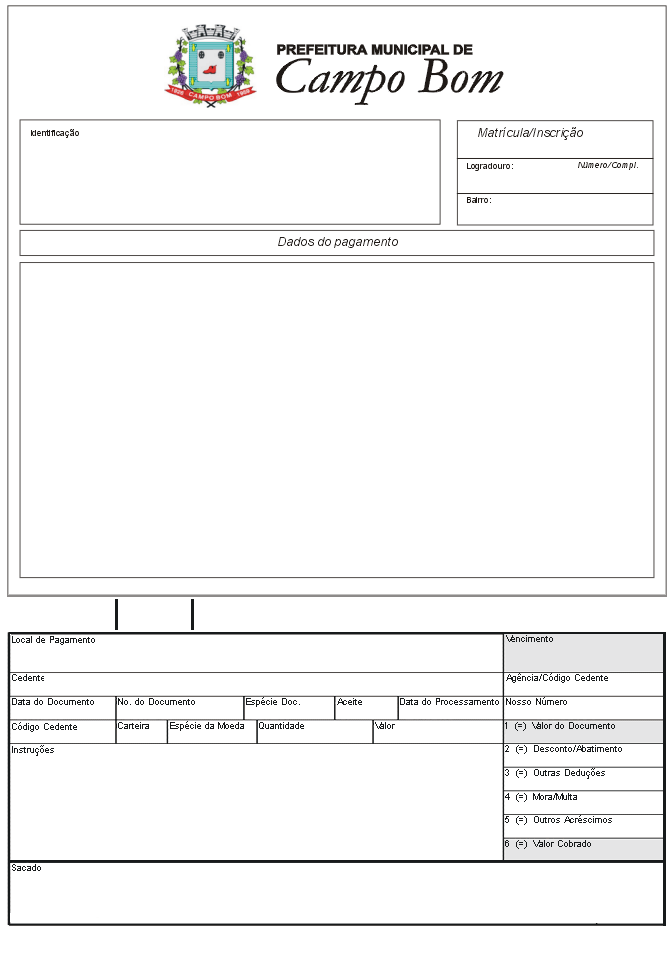 PREFEITURA MUNICIPAL DE
Campo Bom
1926 CAMPO BOM 1959
Identificação
Matrícula/Inscrição
Logradouro: Número/Compl.
Bairro:
Dados do pagamento
Local de Pagamento Vencimento
Cedente Agência/Código Cedente
Data do Documento No. do Documento Espécie Doc. Aceite Data do Processamento Nosso Número
Código Cedente Carteira Espécie da Moeda Quantidade Valor 1 (=) Valor do Documento
Instruções 2 (=) Desconto/Abatimento
3 (=) Outras Deduções
4 (=) Mora/Multa
5 (=) Outros Acréscimos
6 (=) Valor Cobrado
Sacado